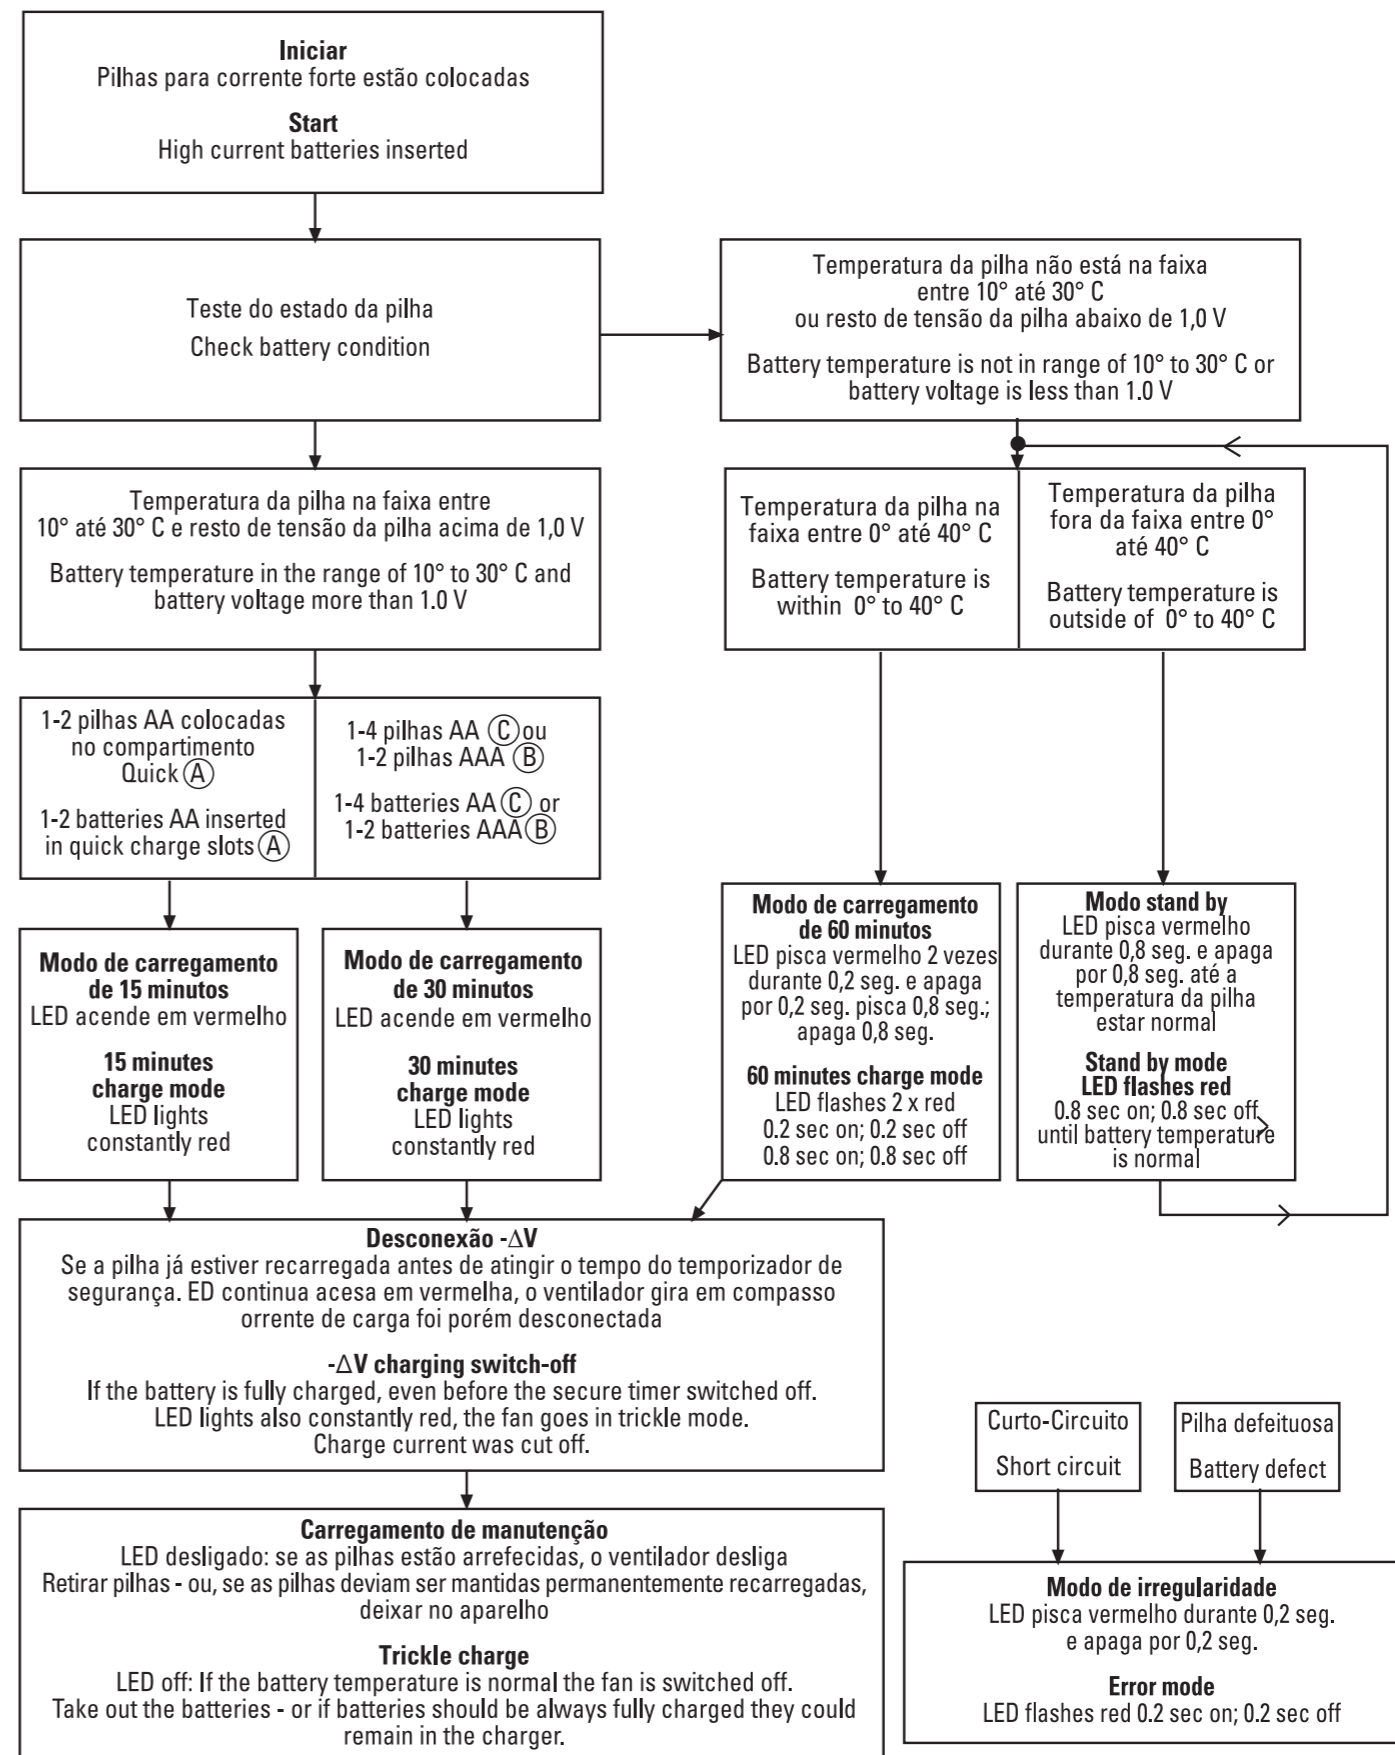 Iniciar
Pilhas para corrente forte estão colocadas
Start
High current batteries inserted
Teste do estado da pilha
Check battery condition
Temperatura da pilha não está na faixa
entre 10° até 30° C
ou resto de tensão da pilha abaixo de 1,0 V
Battery temperature is not in range of 10° to 30° C or
battery voltage is less than 1.0 V
Temperatura da pilha na faixa entre
10° até 30° C e resto de tensão da pilha acima de 1,0 V
Battery temperature in the range of 10° to 30° C and
battery voltage more than 1.0 V
Temperatura da pilha na
faixa entre 0° até 40° C
Battery temperature is
within 0° to 40° C
Temperatura da pilha
fora da faixa entre 0°
até 40° C
Battery temperature is
outside of 0° to 40° C
1-2 pilhas AA colocadas
no compartimento
Quick Ⓐ
1-2 batteries AA inserted
in quick charge slots Ⓐ
1-4 pilhas AA Ⓒ ou
1-2 pilhas AAA Ⓑ
1-4 batteries AA Ⓒ or
1-2 batteries AAA Ⓑ
Modo de carregamento
de 15 minutos
LED acende em vermelho
15 minutes
charge mode
LED lights
constantly red
Modo de carregamento
de 30 minutos
LED acende em vermelho
30 minutes
charge mode
LED lights
constantly red
Modo de carregamento
de 60 minutos
LED pisca vermelho 2 vezes
durante 0,2 seg. e apaga
por 0,2 seg. pisca 0,8 seg.;
apaga 0,8 seg.
60 minutes charge mode
LED flashes 2 x red
0.2 sec on; 0.2 sec off
0.8 sec on; 0.8 sec off
Modo stand by
LED pisca vermelho
durante 0,8 seg. e apaga
por 0,8 seg. até a
temperatura da pilha
estar normal
Stand by mode
LED flashes red
0.8 sec on; 0.8 sec off
until battery temperature
is normal
Desconexão -ΔV
Se a pilha já estiver recarregada antes de atingir o tempo do temporizador de
segurança. ED continua acesa em vermelha, o ventilador gira em compasso
orrente de carga foi porém desconectada
-ΔV charging switch-off
If the battery is fully charged, even before the secure timer switched off.
LED lights also constantly red, the fan goes in trickle mode.
Charge current was cut off.
Carregamento de manutenção
LED desligado: se as pilhas estão arrefecidas, o ventilador desliga
Retirar pilhas - ou, se as pilhas deviam ser mantidas permanentemente recarregadas,
deixar no aparelho
Trickle charge
LED off: If the battery temperature is normal the fan is switched off.
Take out the batteries - or if batteries should be always fully charged they could
remain in the charger.
Curto-Circuito
Short circuit
Pilha defeituosa
Battery defect
Modo de irregularidade
LED pisca vermelho durante 0,2 seg.
e apaga por 0,2 seg.
Error mode
LED flashes red 0.2 sec on; 0.2 sec off